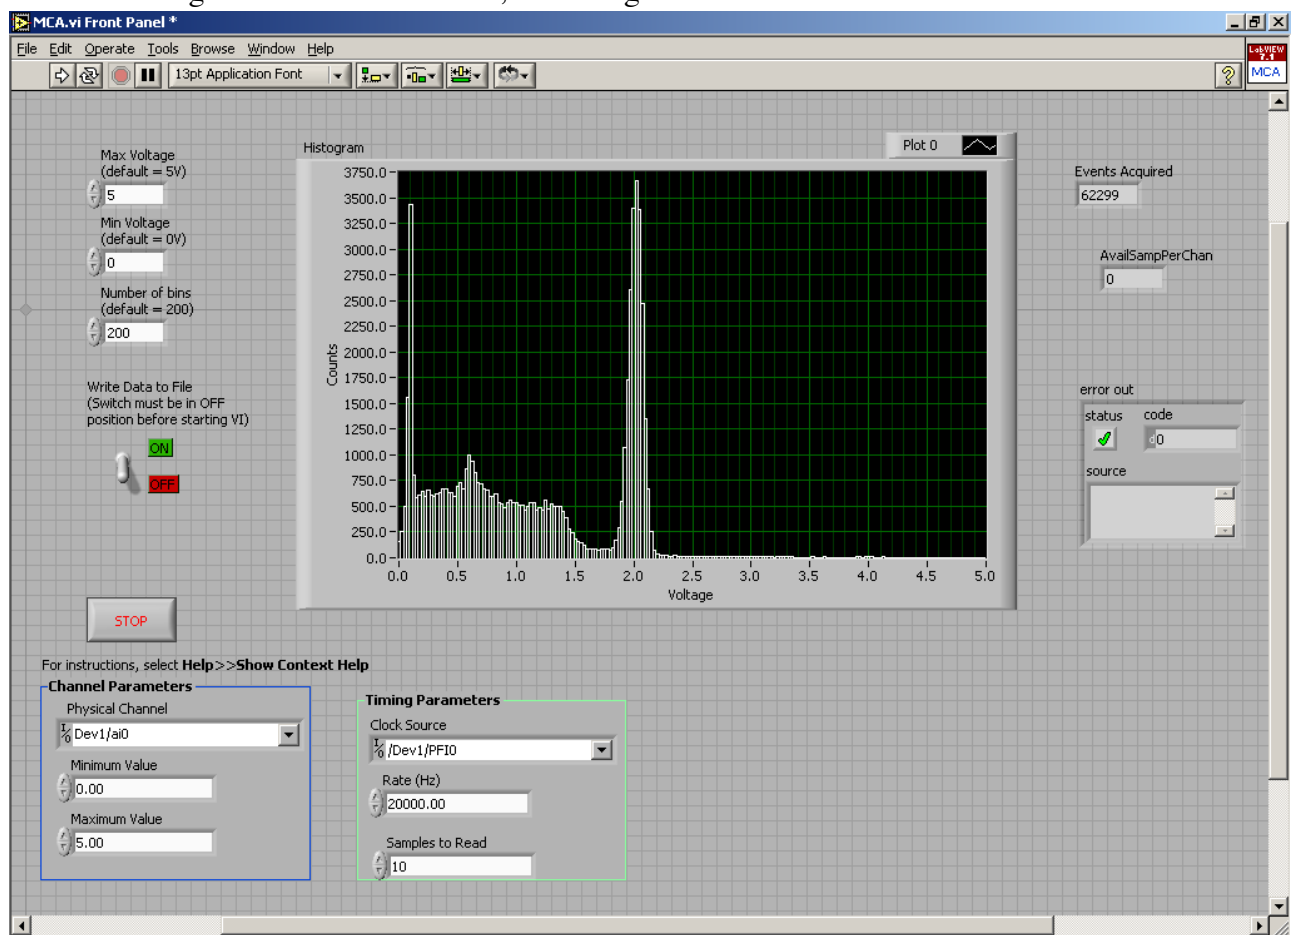 MCA.vi Front Panel *
File Edit Operate Tools Browse Window Help
13pt Application Font
?
LabVIEW
7.1
MCA
Histogram
Plot 0
Max Voltage
(default = 5V)
5
Min Voltage
(default = 0V)
0
Number of bins
(default = 200)
200
Write Data to File
(Switch must be in OFF
position before starting VI)
ON
OFF
STOP
Counts
3750.0
3500.0
3250.0
3000.0
2750.0
2500.0
2250.0
2000.0
1750.0
1500.0
1250.0
1000.0
750.0
500.0
250.0
0.0
0.0 0.5 1.0 1.5 2.0 2.5 3.0 3.5 4.0 4.5 5.0
Voltage
Events Acquired
62299
AvailSampPerChan
0
error out
status code
d0
source
For instructions, select Help>>Show Context Help
Channel Parameters
Physical Channel
I/O Dev1/ai0
Minimum Value
0.00
Maximum Value
5.00
Timing Parameters
Clock Source
I/O /Dev1/PFI0
Rate (Hz)
20000.00
Samples to Read
10